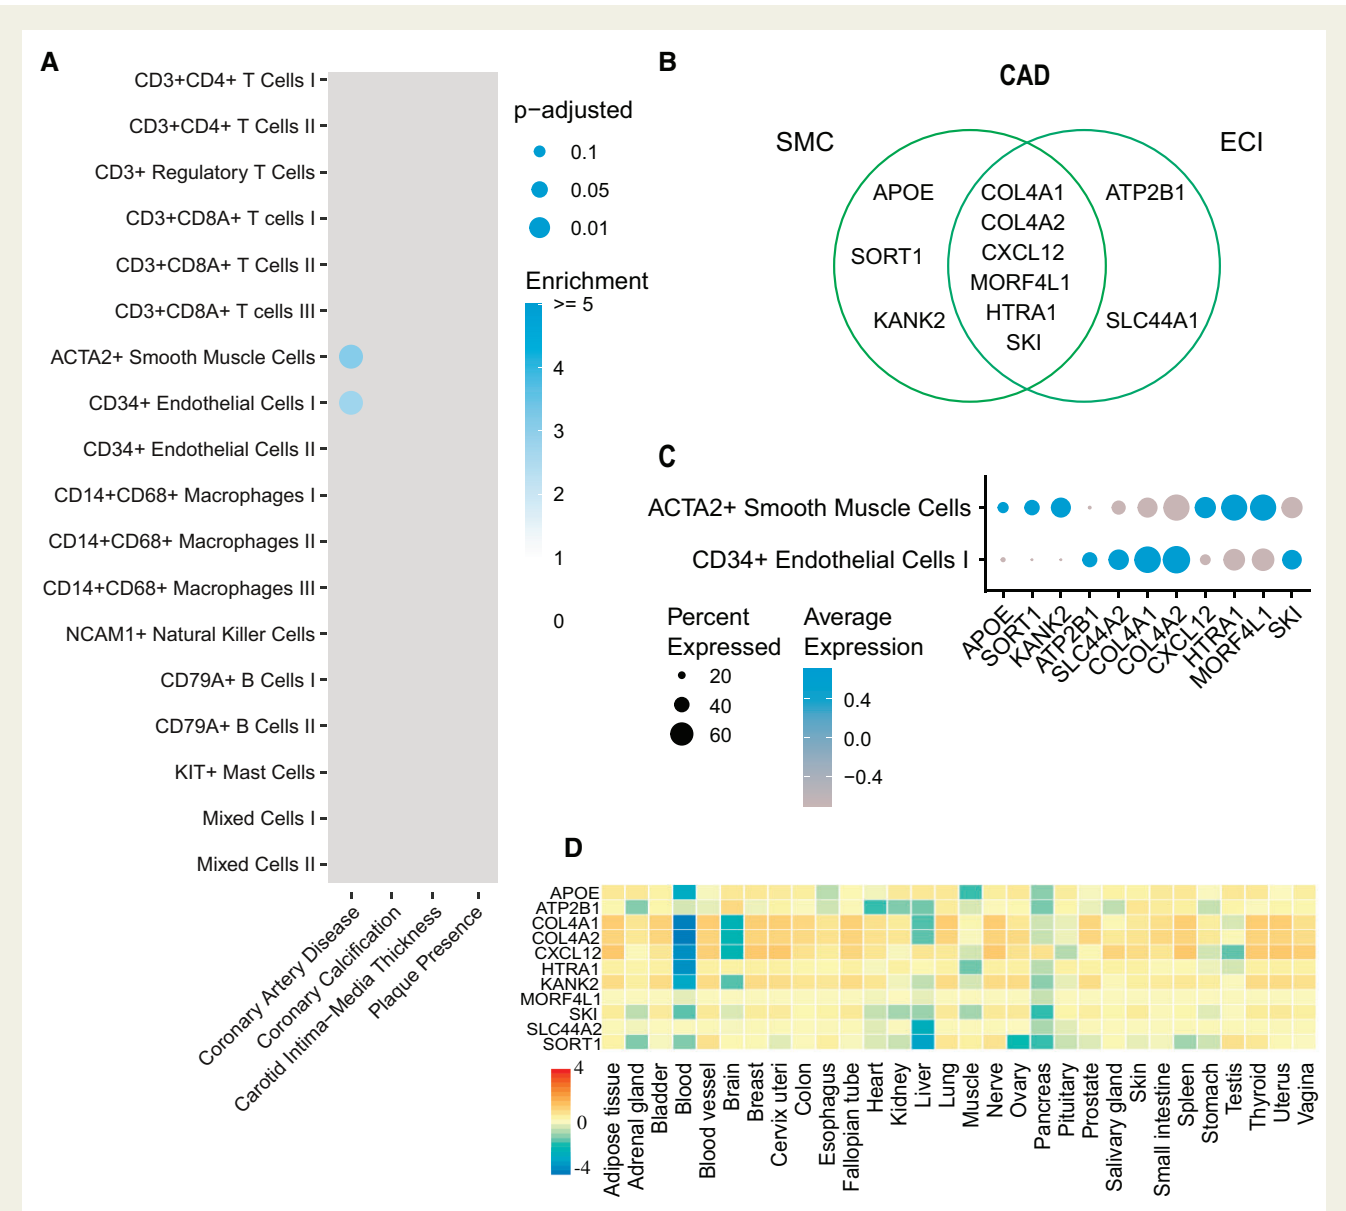 A
CD3+CD4+ T Cells I
CD3+CD4+ T Cells II
CD3+ Regulatory T Cells
CD3+CD8A+ T cells I
CD3+CD8A+ T Cells II
CD3+CD8A+ T cells III
ACTA2+ Smooth Muscle Cells
CD34+ Endothelial Cells I
CD34+ Endothelial Cells II
CD14+CD68+ Macrophages I
CD14+CD68+ Macrophages II
CD14+CD68+ Macrophages III
NCAM1+ Natural Killer Cells
CD79A+ B Cells I
CD79A+ B Cells II
KIT+ Mast Cells
Mixed Cells I
Mixed Cells II
Coronary Artery Disease
Coronary Calcification
Carotid Intima−Media Thickness
Plaque Presence
p−adjusted
0.1
0.05
0.01
Enrichment
>= 5
4
3
2
1
0
B
CAD
SMC
ECI
APOE
SORT1
KANK2
COL4A1
COL4A2
CXCL12
MORF4L1
HTRA1
SKI
ATP2B1
SLC44A1
C
ACTA2+ Smooth Muscle Cells
CD34+ Endothelial Cells I
APOE
SORT1
KANK2
ATP2B1
SLC44A2
COL4A1
COL4A2
CXCL12
HTRA1
MORF4L1
SKI
Percent
Expressed
20
40
60
Average
Expression
0.4
0.0
−0.4
D
APOE
ATP2B1
COL4A1
COL4A2
CXCL12
HTRA1
KANK2
MORF4L1
SKI
SLC44A2
SORT1
4
0
-4
Adipose tissue
Adrenal gland
Bladder
Blood
Blood vessel
Brain
Breast
Cervix uteri
Colon
Esophagus
Fallopian tube
Heart
Kidney
Liver
Lung
Muscle
Nerve
Ovary
Pancreas
Pituitary
Prostate
Salivary gland
Skin
Small intestine
Spleen
Stomach
Testis
Thyroid
Uterus
Vagina